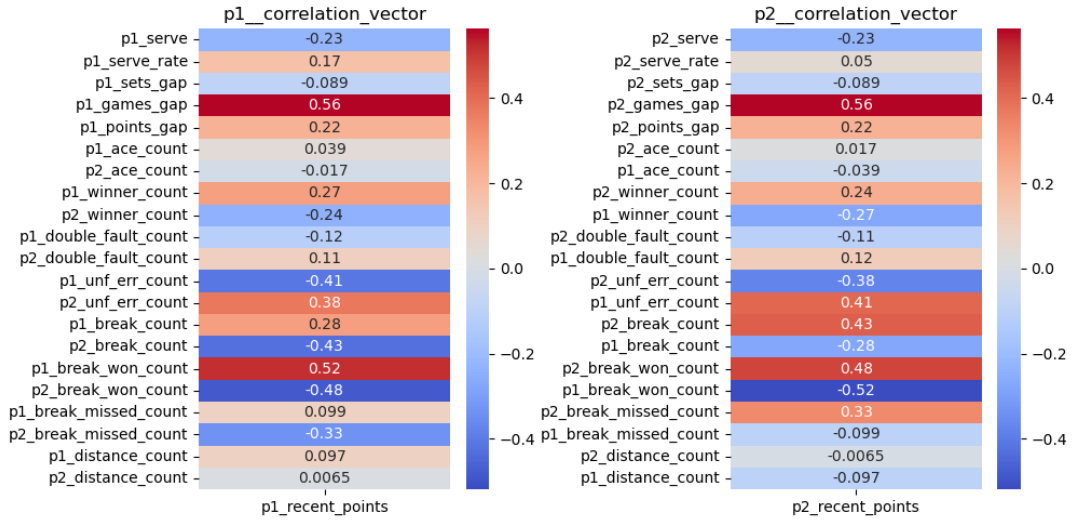 p1__correlation_vector
p1_serve -0.23
p1_serve_rate 0.17
p1_sets_gap -0.089
p1_games_gap 0.56
p1_points_gap 0.22
p1_ace_count 0.039
p2_ace_count -0.017
p1_winner_count 0.27
p2_winner_count -0.24
p1_double_fault_count -0.12
p2_double_fault_count 0.11
p1_unf_err_count -0.41
p2_unf_err_count 0.38
p1_break_count 0.28
p2_break_count -0.43
p1_break_won_count 0.52
p2_break_won_count -0.48
p1_break_missed_count 0.099
p2_break_missed_count -0.33
p1_distance_count 0.097
p2_distance_count 0.0065
p1_recent_points
0.4
0.2
0.0
−0.2
−0.4
p2__correlation_vector
p2_serve -0.23
p2_serve_rate 0.05
p2_sets_gap -0.089
p2_games_gap 0.56
p2_points_gap 0.22
p2_ace_count 0.017
p1_ace_count -0.039
p2_winner_count 0.24
p1_winner_count -0.27
p2_double_fault_count -0.11
p1_double_fault_count 0.12
p2_unf_err_count -0.38
p1_unf_err_count 0.41
p2_break_count 0.43
p1_break_count -0.28
p2_break_won_count 0.48
p1_break_won_count -0.52
p2_break_missed_count 0.33
p1_break_missed_count -0.099
p2_distance_count -0.0065
p1_distance_count -0.097
p2_recent_points
0.4
0.2
0.0
−0.2
−0.4